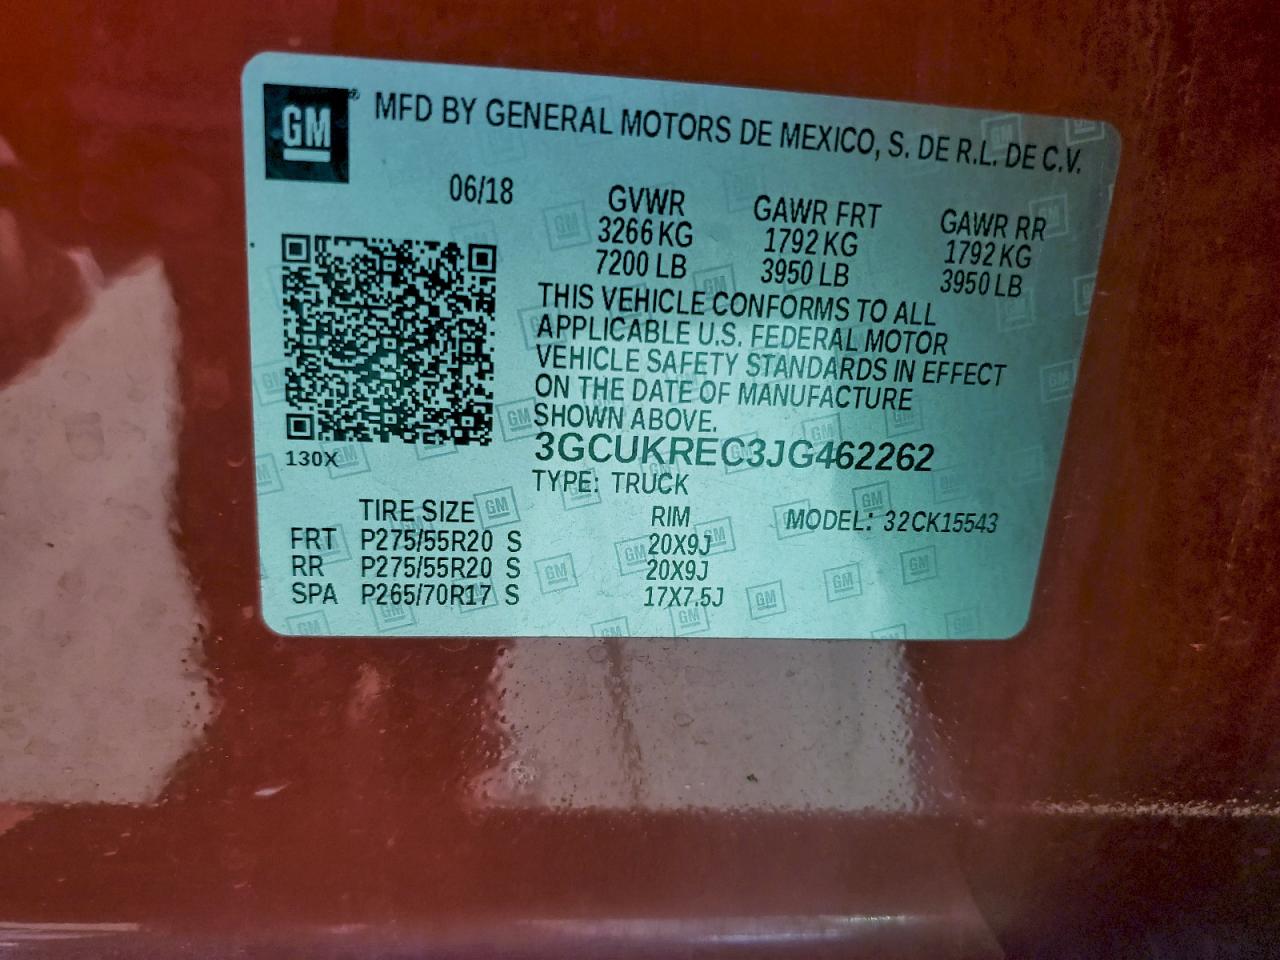 GM® MFD BY GENERAL MOTORS DE MEXICO, S. DE R.L. DE C.V.
06/18
GVWR GAWR FRT GAWR RR
3266 KG 1792 KG 1792 KG
7200 LB 3950 LB 3950 LB
THIS VEHICLE CONFORMS TO ALL
APPLICABLE U.S. FEDERAL MOTOR
VEHICLE SAFETY STANDARDS IN EFFECT
ON THE DATE OF MANUFACTURE
SHOWN ABOVE.
3GCUKREC3JG462262
130X
TYPE: TRUCK
TIRE SIZE RIM MODEL: 32CK15543
FRT P275/55R20 S 20X9J
RR P275/55R20 S 20X9J
SPA P265/70R17 S 17X7.5J